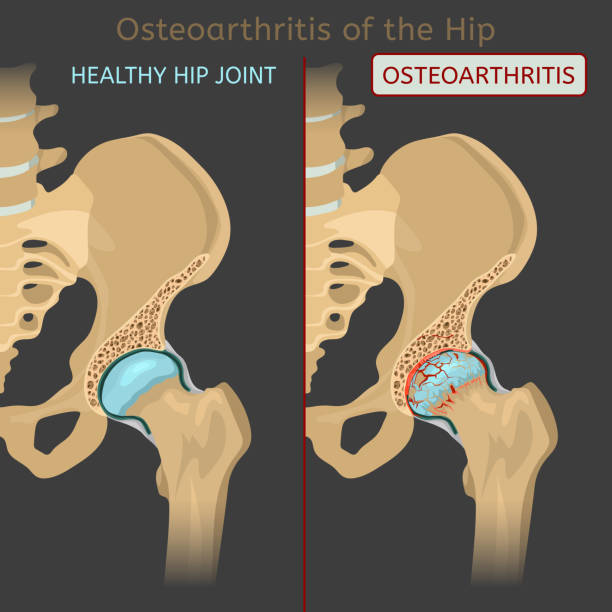 Osteoarthritis of the Hip
HEALTHY HIP JOINT
OSTEOARTHRITIS